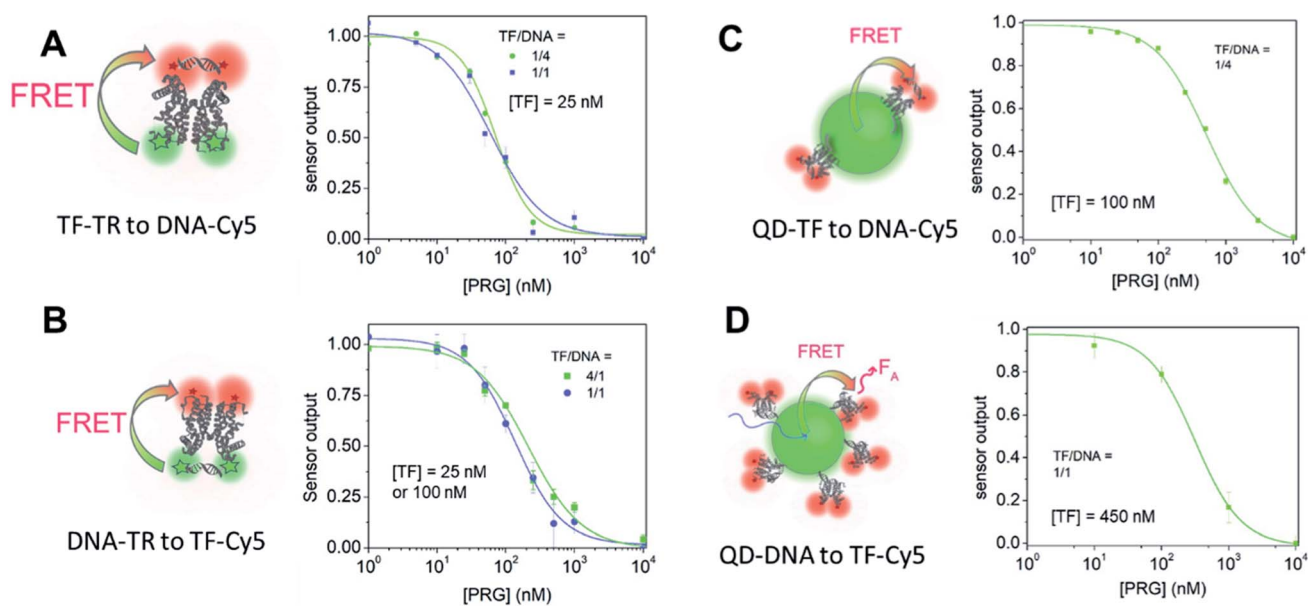 A
FRET
TF-TR to DNA-Cy5
sensor output
1.00
0.75
0.50
0.25
0.00
TF/DNA =
1/4
1/1
[TF] = 25 nM
10⁰ 10¹ 10² 10³ 10⁴
[PRG] (nM)
B
FRET
DNA-TR to TF-Cy5
Sensor output
1.00
0.75
0.50
0.25
0.00
TF/DNA =
4/1
1/1
[TF] = 25 nM
or 100 nM
10⁰ 10¹ 10² 10³ 10⁴
[PRG] (nM)
C
FRET
QD-TF to DNA-Cy5
sensor output
1.0
0.8
0.6
0.4
0.2
0.0
TF/DNA =
1/4
[TF] = 100 nM
10⁰ 10¹ 10² 10³ 10⁴
[PRG] (nM)
D
FRET
F_A
QD-DNA to TF-Cy5
sensor output
1.0
0.8
0.6
0.4
0.2
0.0
TF/DNA =
1/1
[TF] = 450 nM
10⁰ 10¹ 10² 10³ 10⁴
[PRG] (nM)